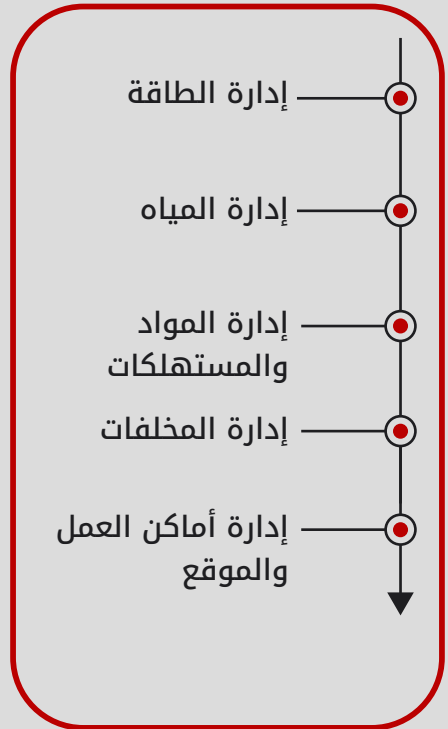 إدارة الطاقة
إدارة المياه
إدارة المواد
والمستهلكات
إدارة المخلفات
إدارة أماكن العمل
والموقع